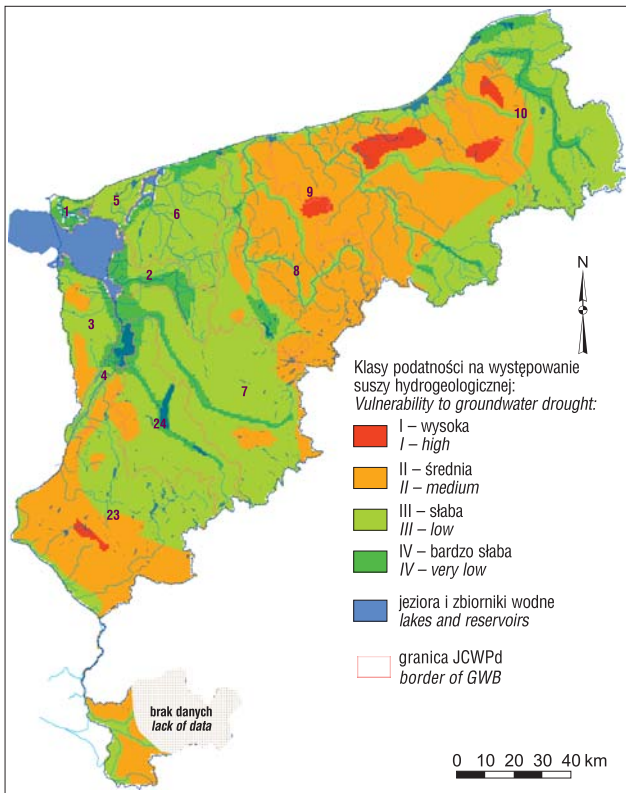 10
5
1
6
9
2
8
3
4
7
24
23
N
Klasy podatności na występowanie
suszy hydrogeologicznej:
Vulnerability to groundwater drought:
I – wysoka
I – high
II – średnia
II – medium
III – słaba
III – low
IV – bardzo słaba
IV – very low
jeziora i zbiorniki wodne
lakes and reservoirs
granica JCWPd
border of GWB
brak danych
lack of data
0 10 20 30 40 km